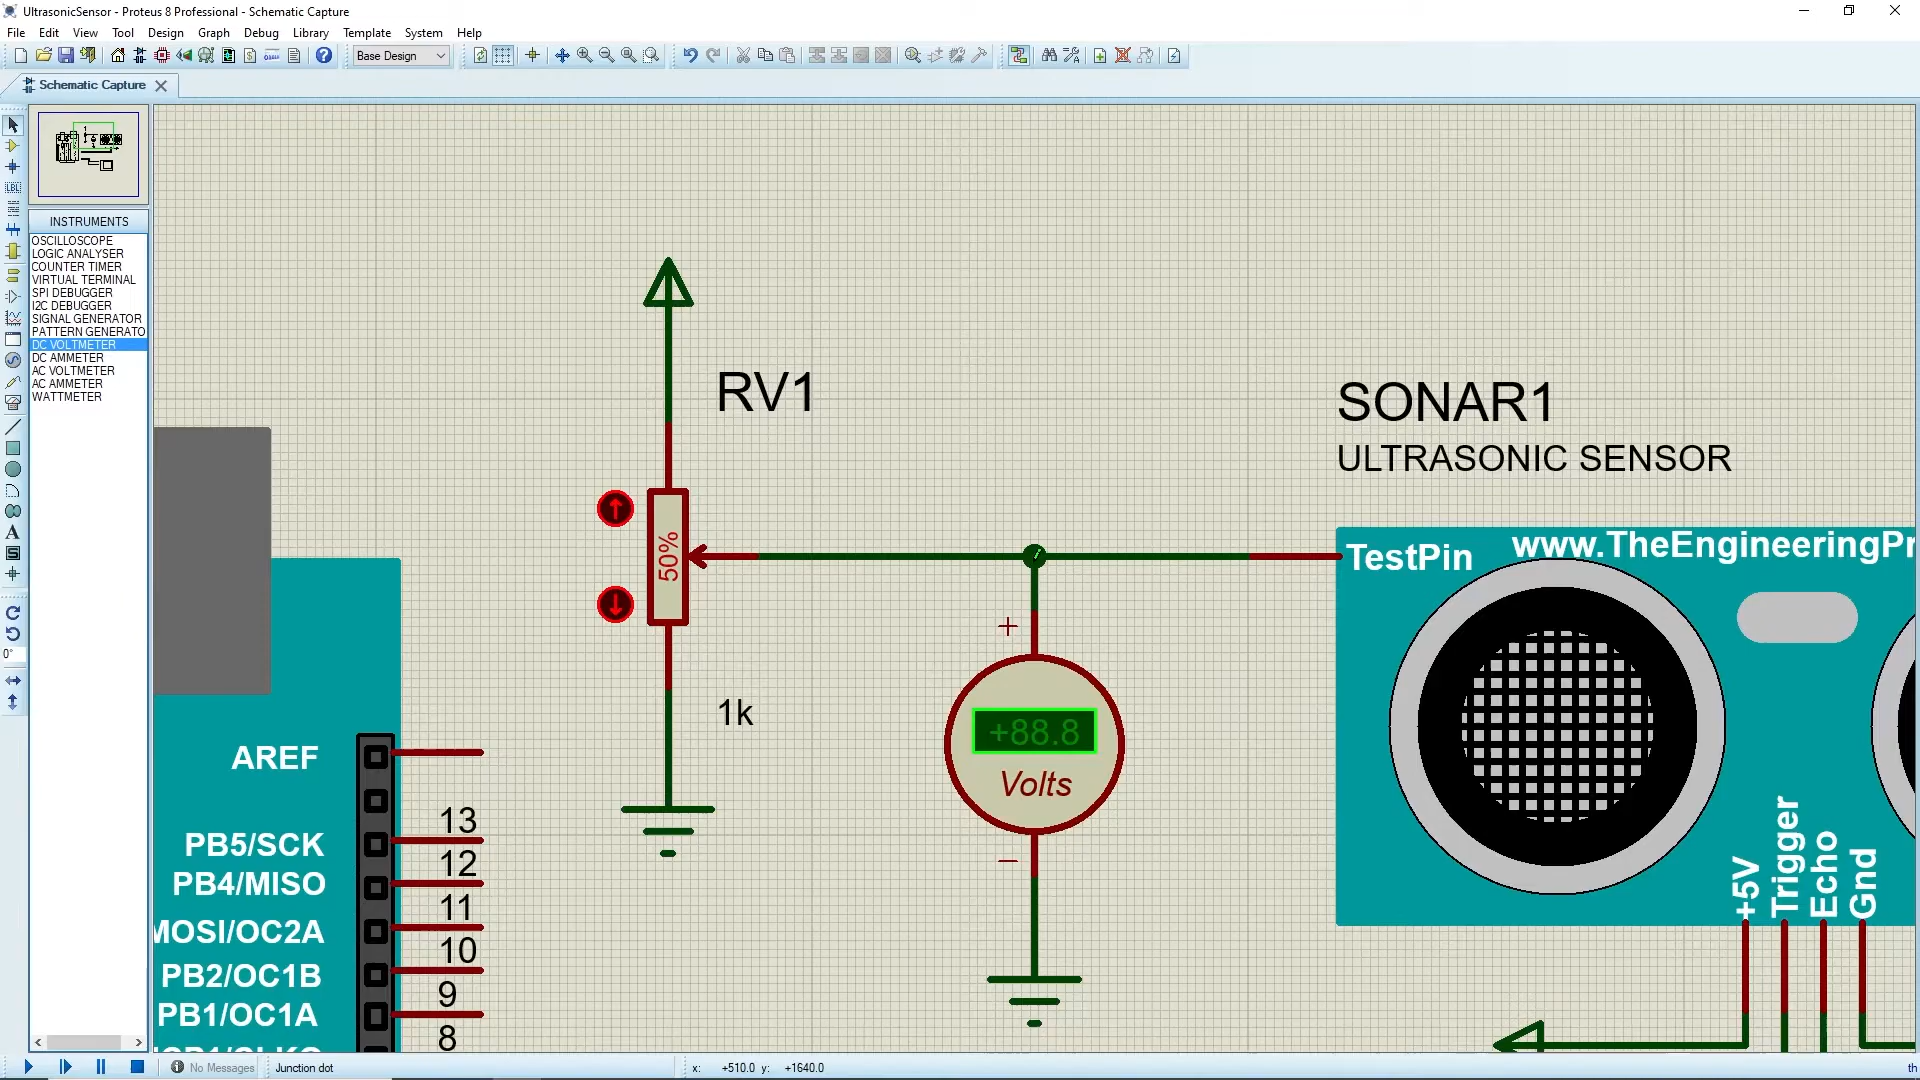 UltrasonicSensor - Proteus 8 Professional - Schematic Capture
File Edit View Tool Design Graph Debug Library Template System Help
Base Design
Schematic Capture
LBL
INSTRUMENTS
OSCILLOSCOPE
LOGIC ANALYSER
COUNTER TIMER
VIRTUAL TERMINAL
SPI DEBUGGER
I2C DEBUGGER
SIGNAL GENERATOR
PATTERN GENERATO
DC VOLTMETER
DC AMMETER
AC VOLTMETER
AC AMMETER
WATTMETER
A
S
0°
RV1
50%
1k
+
+88.8
Volts
SONAR1
ULTRASONIC SENSOR
TestPin
www.TheEngineeringPr
+5V
Trigger
Echo
Gnd
AREF
13
PB5/SCK
12
PB4/MISO
11
MOSI/OC2A
10
PB2/OC1B
9
PB1/OC1A
8
No Messages
Junction dot
x: +510.0 y: +1640.0
th